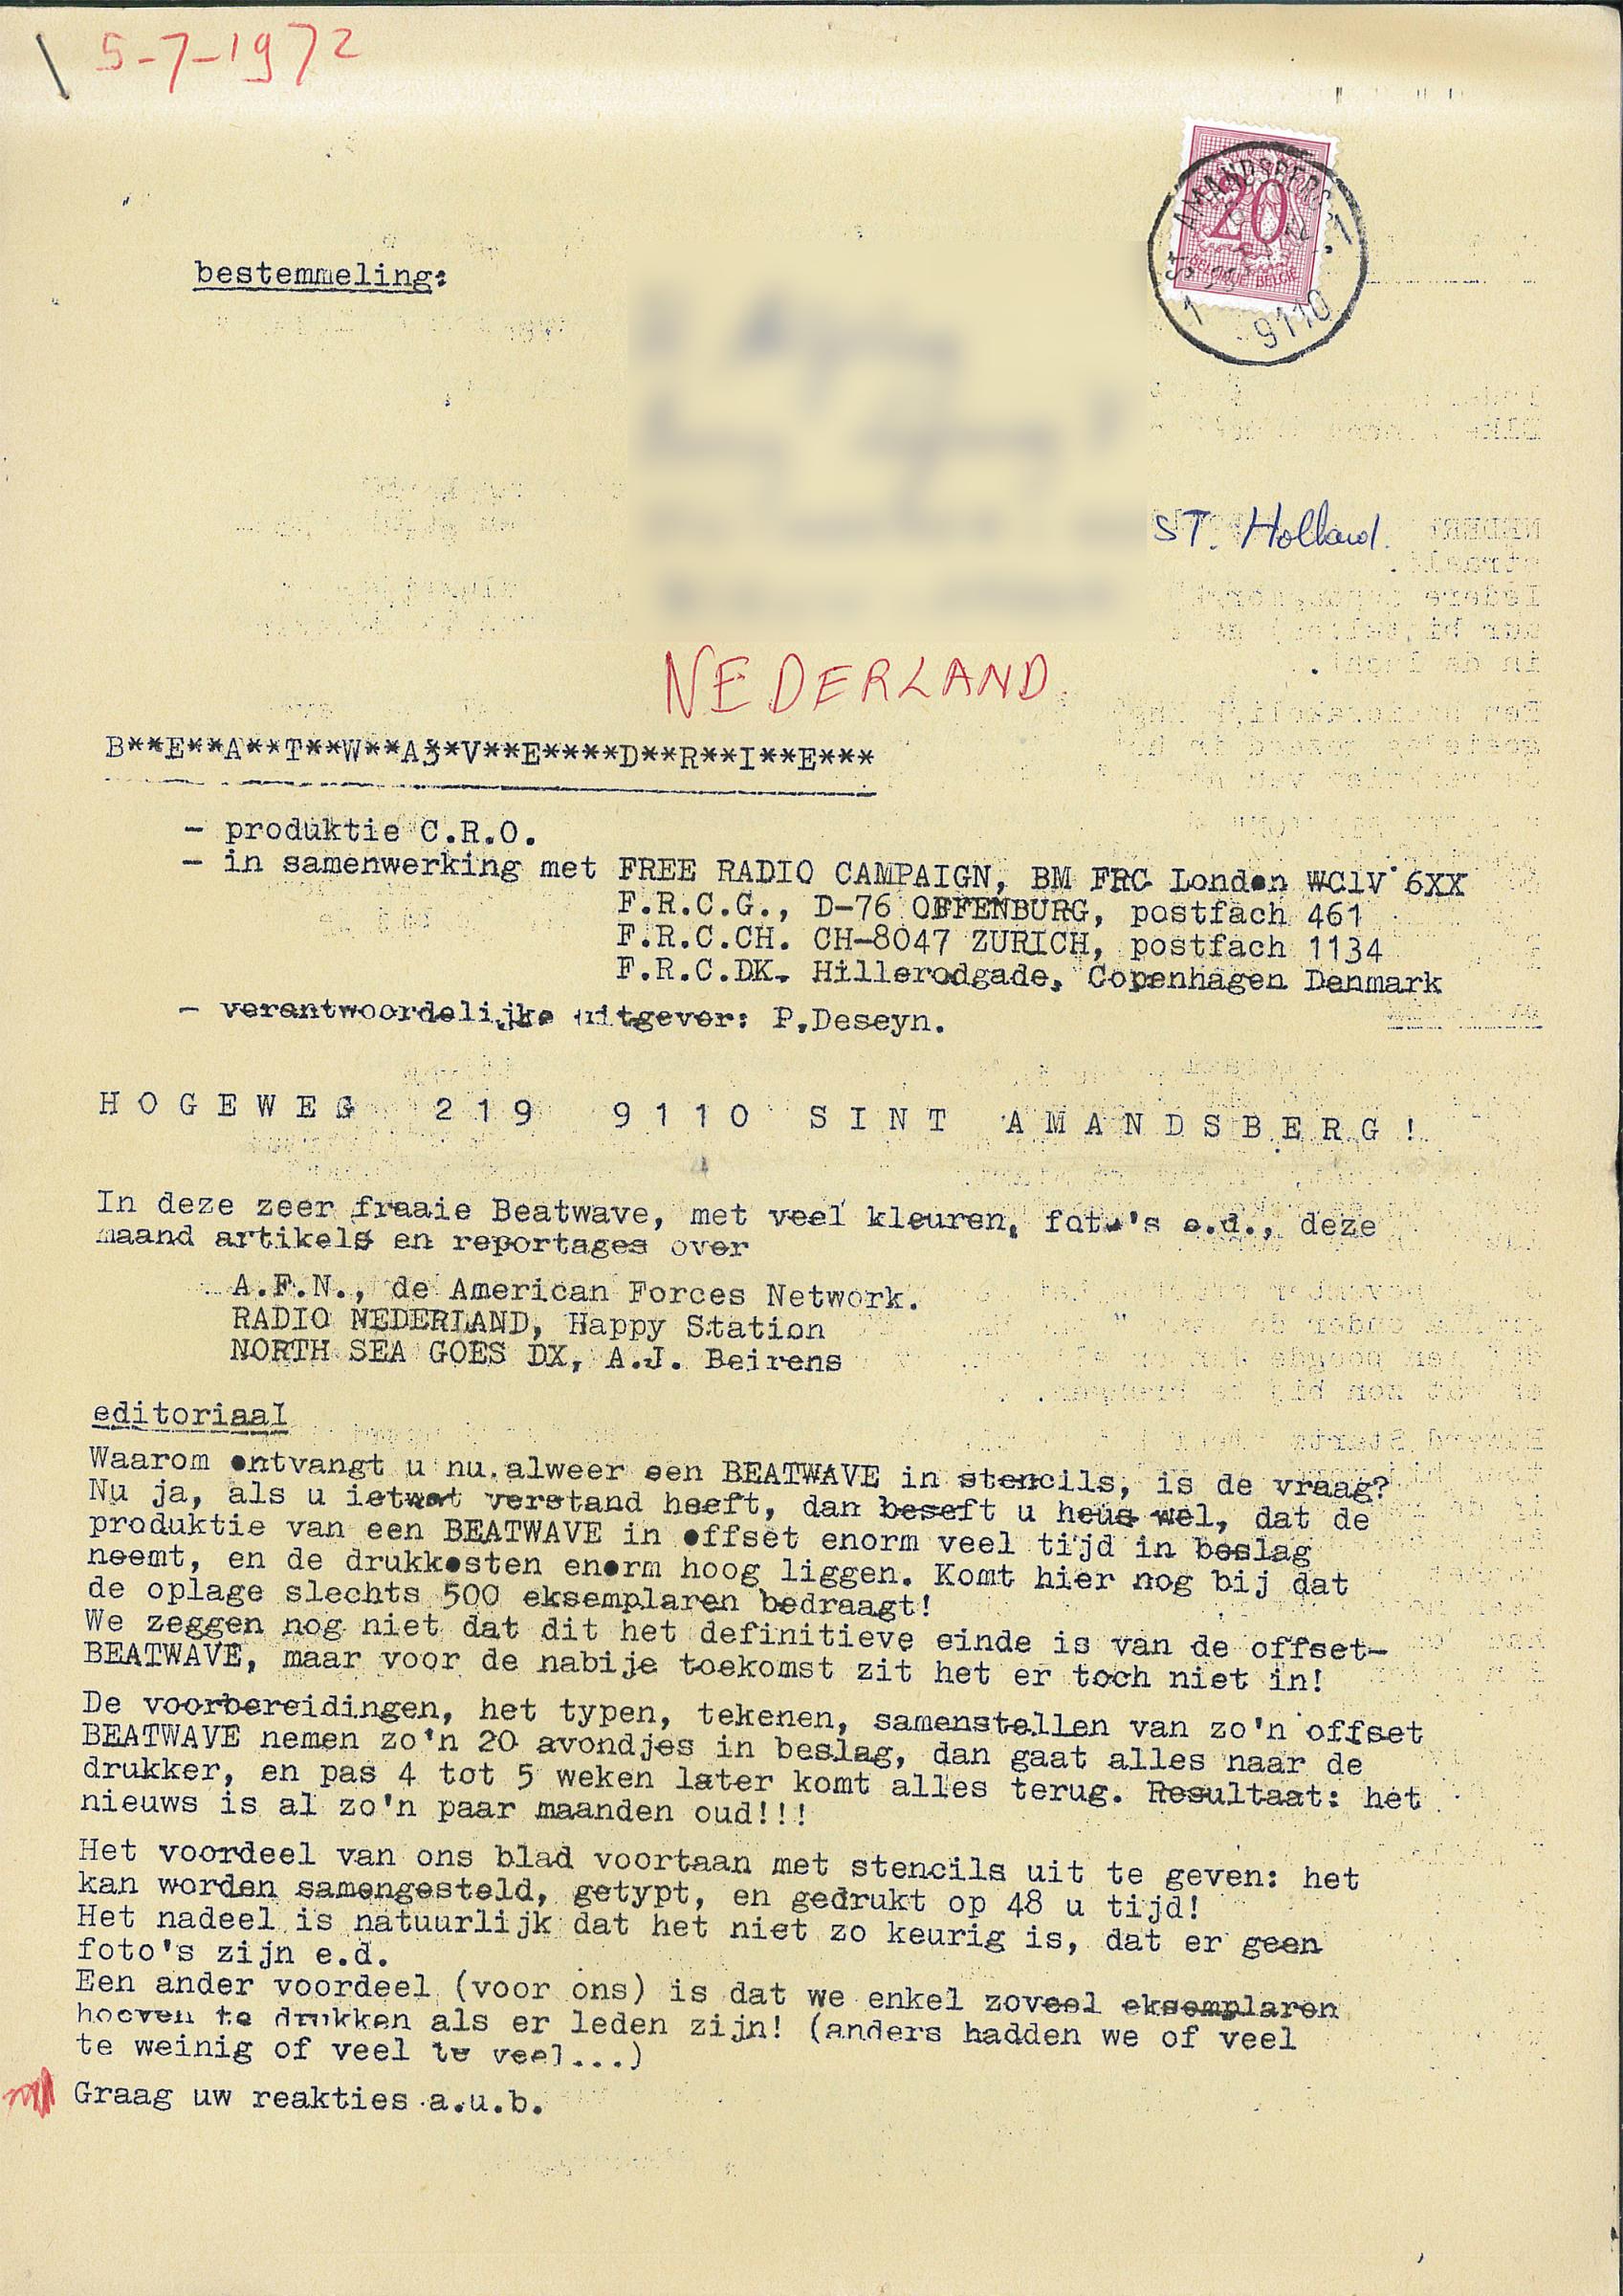 5-7-1972
ST AMANDSBERG 1
20
BELGIQUE BELGIE
1 9110
bestemmeling:
ST. Holland.
NEDERLAND.
B**E**A**T**W**A3*V**E****D**R**I**E***
- produktie C.R.O.
- in samenwerking met FREE RADIO CAMPAIGN, BM FRC London WC1V 6XX
F.R.C.G., D-76 OFFENBURG, postfach 461
F.R.C.CH. CH-8047 ZURICH, postfach 1134
F.R.C.DK. Hillerodgade, Copenhagen Denmark
- verantwoordelijke uitgever: P.Deseyn.
HOGEWEG 219 9110 SINT AMANDSBERG!
In deze zeer fraaie Beatwave, met veel kleuren, foto's e.d., deze
maand artikels en reportages over
A.F.N., de American Forces Network.
RADIO NEDERLAND, Happy Station
NORTH SEA GOES DX, A.J. Beirens
editoriaal
Waarom ontvangt u nu alweer een BEATWAVE in stencils, is de vraag?
Nu ja, als u ietwat verstand heeft, dan beseft u heus wel, dat de
produktie van een BEATWAVE in offset enorm veel tijd in beslag
neemt, en de drukkosten enorm hoog liggen. Komt hier nog bij dat
de oplage slechts 500 eksemplaren bedraagt!
We zeggen nog niet dat dit het definitieve einde is van de offset-
BEATWAVE, maar voor de nabije toekomst zit het er toch niet in!
De voorbereidingen, het typen, tekenen, samenstellen van zo'n offset
BEATWAVE nemen zo'n 20 avondjes in beslag, dan gaat alles naar de
drukker, en pas 4 tot 5 weken later komt alles terug. Resultaat: het
nieuws is al zo'n paar maanden oud!!!
Het voordeel van ons blad voortaan met stencils uit te geven: het
kan worden samengesteld, getypt, en gedrukt op 48 u tijd!
Het nadeel is natuurlijk dat het niet zo keurig is, dat er geen
foto's zijn e.d.
Een ander voordeel (voor ons) is dat we enkel zoveel eksemplaren
hoeven te drukken als er leden zijn! (anders hadden we of veel
te weinig of veel te veel...)
Graag uw reakties a.u.b.